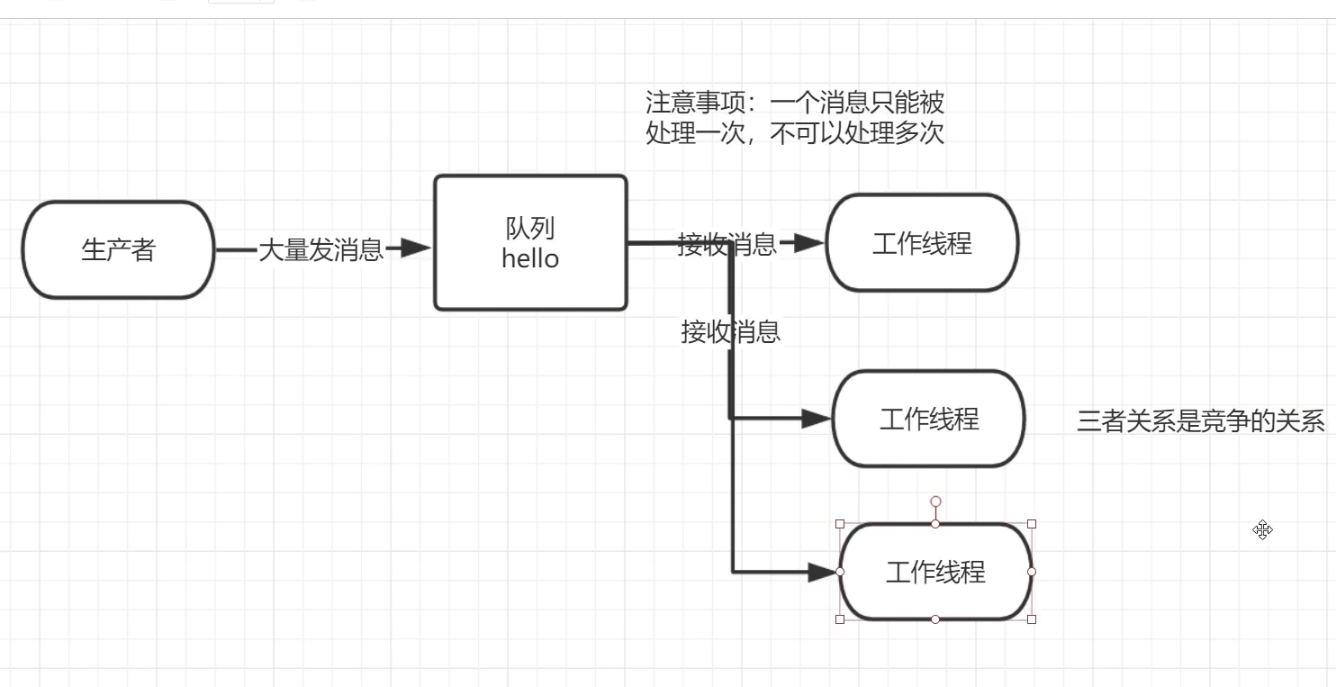 注意事项：一个消息只能被
处理一次，不可以处理多次
生产者
大量发消息
队列
hello
接收消息
工作线程
接收消息
工作线程
三者关系是竞争的关系
工作线程